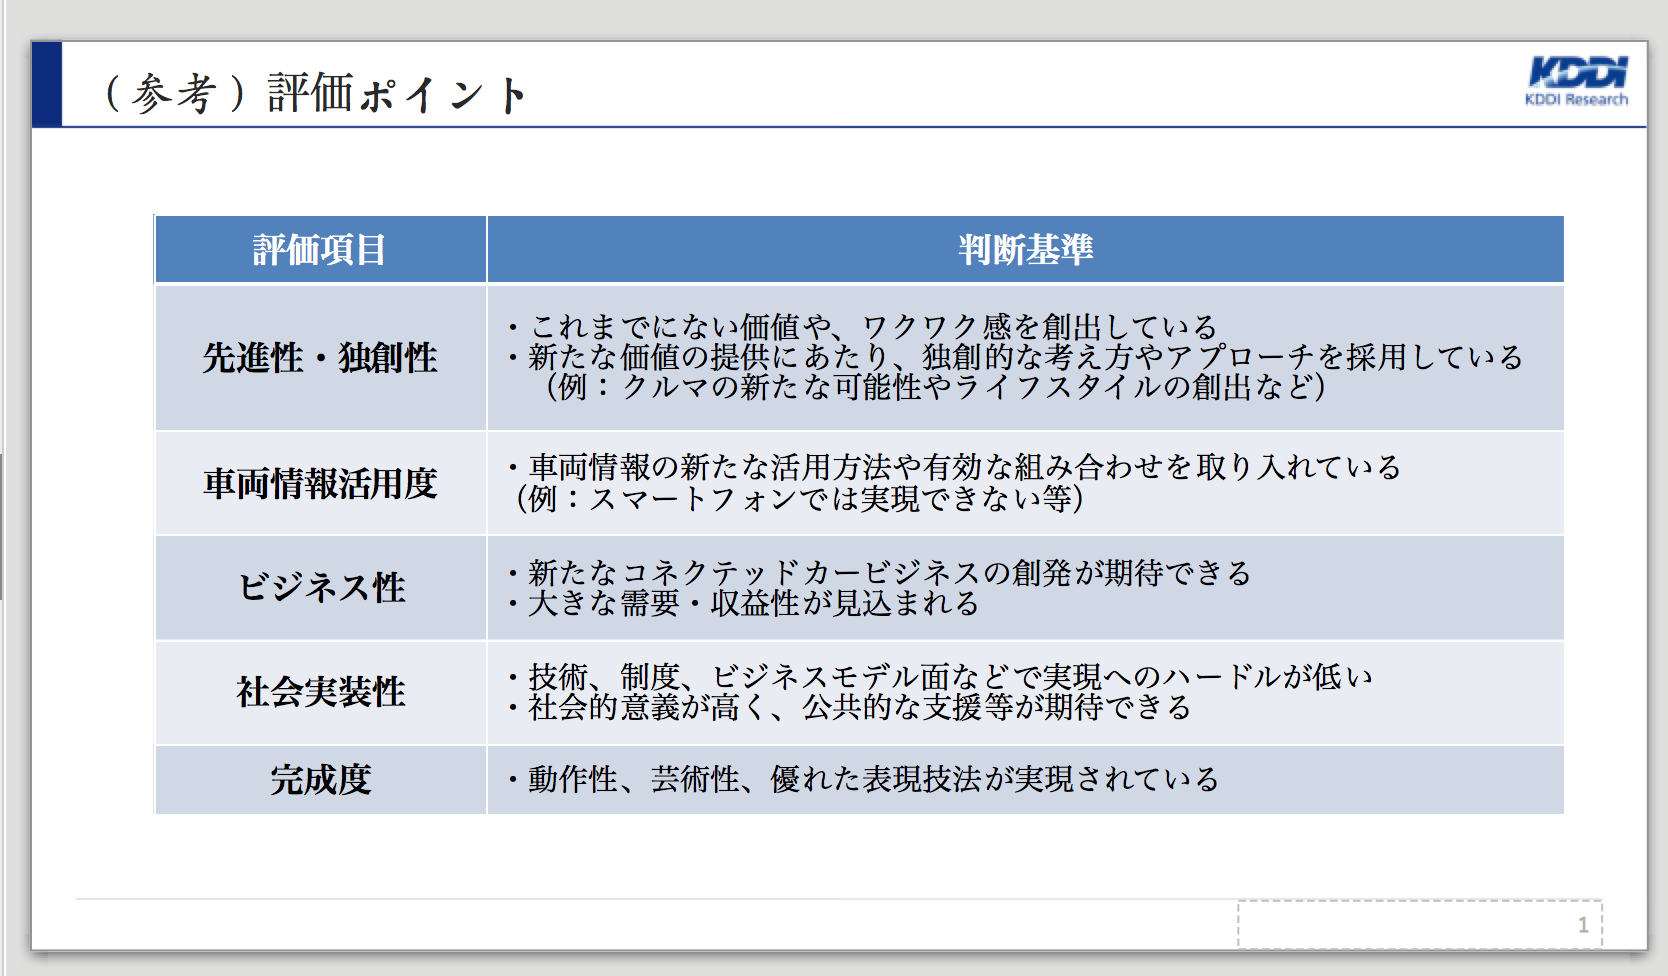 （参考）評価ポイント
KDDI
KDDI Research
評価項目
判断基準
先進性・独創性
・これまでにない価値や、ワクワク感を創出している
・新たな価値の提供にあたり、独創的な考え方やアプローチを採用している
（例：クルマの新たな可能性やライフスタイルの創出など）
車両情報活用度
・車両情報の新たな活用方法や有効な組み合わせを取り入れている
（例：スマートフォンでは実現できない等）
ビジネス性
・新たなコネクテッドカービジネスの創発が期待できる
・大きな需要・収益性が見込まれる
社会実装性
・技術、制度、ビジネスモデル面などで実現へのハードルが低い
・社会的意義が高く、公共的な支援等が期待できる
完成度
・動作性、芸術性、優れた表現技法が実現されている
1